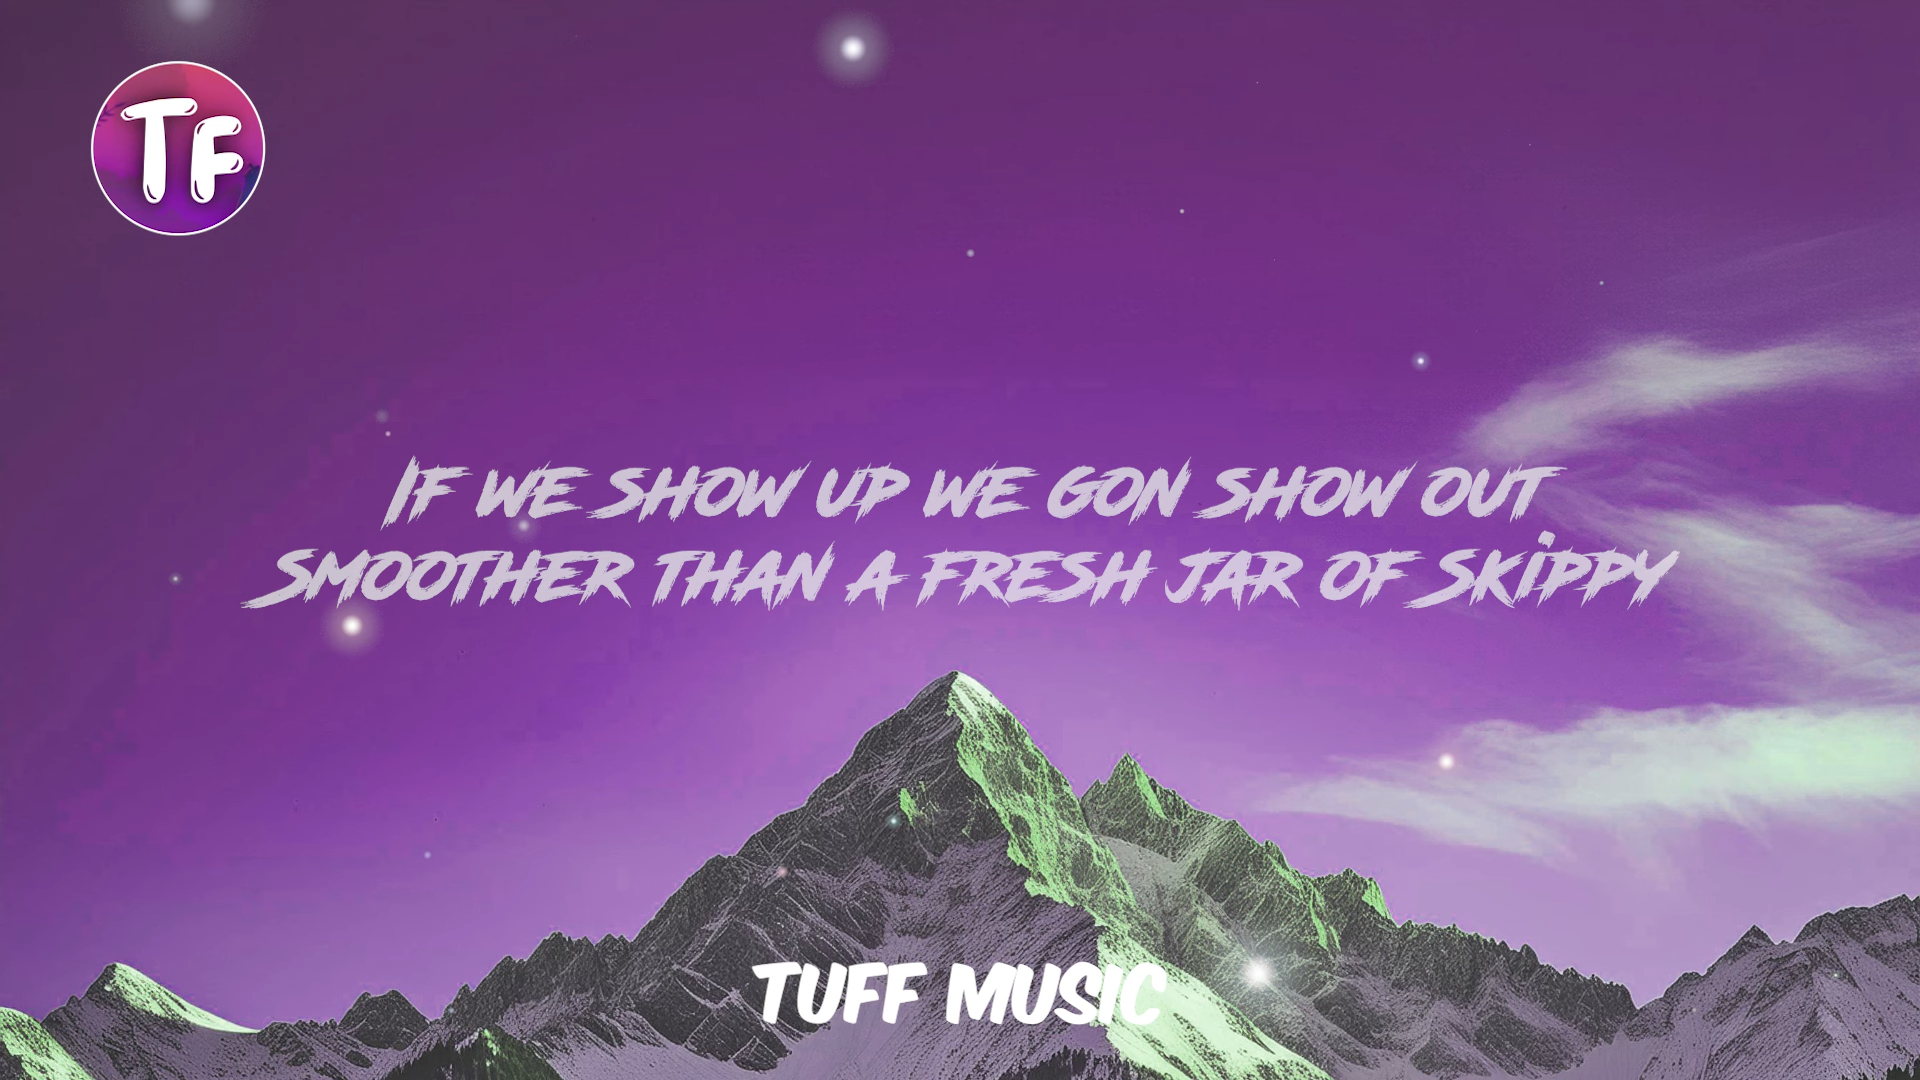 TF
IF WE SHOW UP WE GON SHOW OUT
SMOOTHER THAN A FRESH JAR OF SKIPPY
TUFF MUSIC